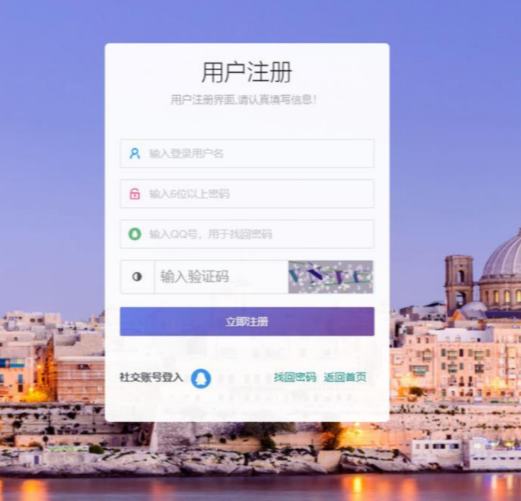 用户注册
用户注册界面,请认真填写信息!
输入登录用户名
输入6位以上密码
输入QQ号，用于找回密码
输入验证码
立即注册
社交账号登入 找回密码 返回首页